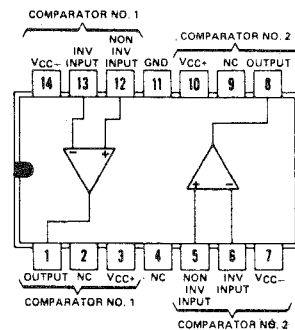 COMPARATOR NO. 1
COMPARATOR NO. 2
NON
INV INV
VCC− INPUT INPUT GND VCC+ NC OUTPUT
14 13 12 11 10 9 8
− +
+ −
1 2 3 4 5 6 7
OUTPUT NC VCC+ NC NON INV VCC−
INV INPUT
INPUT
COMPARATOR NO. 1
COMPARATOR NO. 2